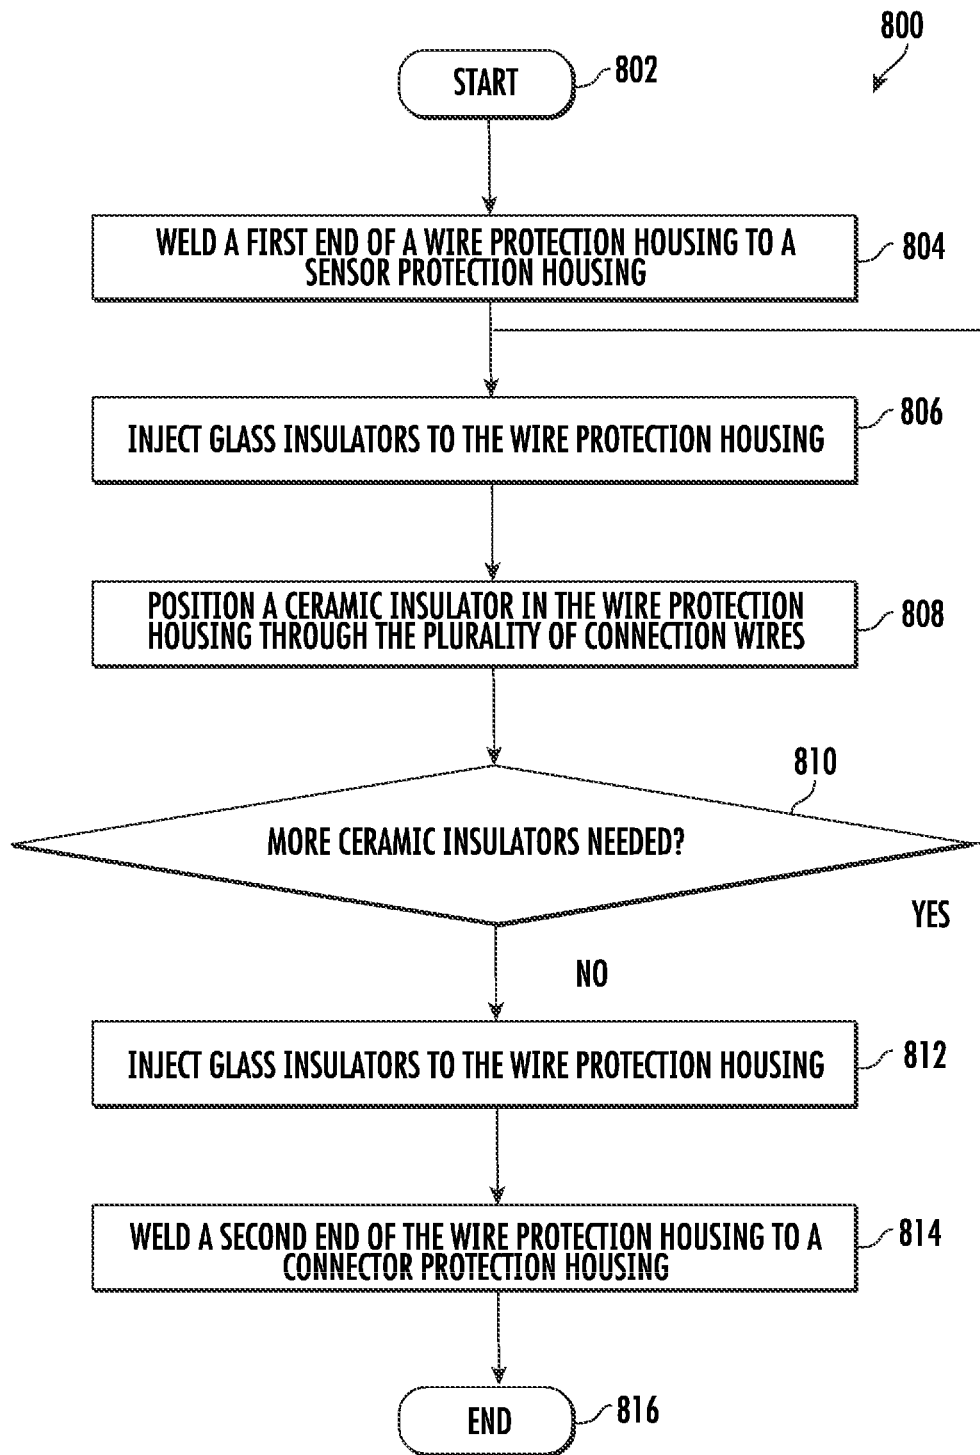 800
START
802
WELD A FIRST END OF A WIRE PROTECTION HOUSING TO A
SENSOR PROTECTION HOUSING
804
INJECT GLASS INSULATORS TO THE WIRE PROTECTION HOUSING
806
POSITION A CERAMIC INSULATOR IN THE WIRE PROTECTION
HOUSING THROUGH THE PLURALITY OF CONNECTION WIRES
808
810
MORE CERAMIC INSULATORS NEEDED?
YES
NO
INJECT GLASS INSULATORS TO THE WIRE PROTECTION HOUSING
812
WELD A SECOND END OF THE WIRE PROTECTION HOUSING TO A
CONNECTOR PROTECTION HOUSING
814
END
816